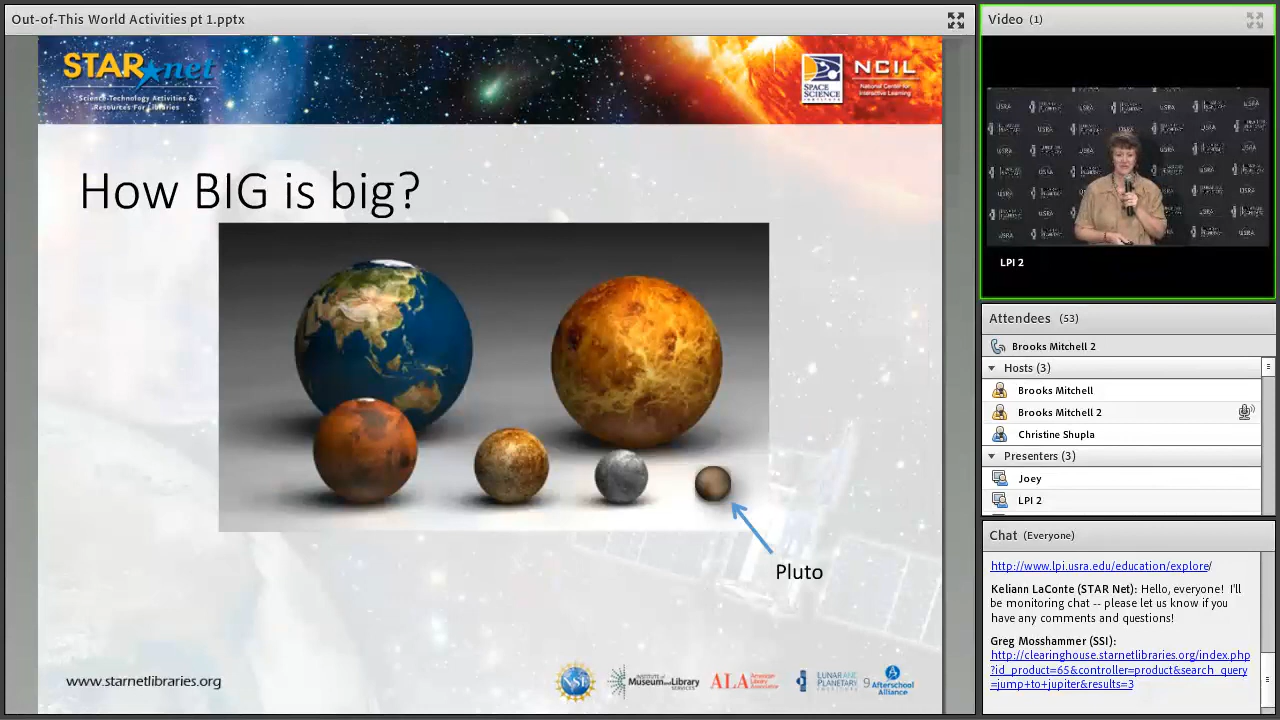 Out-of-This World Activities pt 1.pptx
STAR net
Science-Technology Activities &
Resources For Libraries
SPACE
SCIENCE
INSTITUTE
NCIL
National Center for
Interactive Learning
How BIG is big?
Pluto
www.starnetlibraries.org
NSF
INSTITUTE of
Museum and Library
SERVICES
ALA American
Library
Association
LUNAR AND
PLANETARY
INSTITUTE
9
Afterschool
Alliance
Video (1)
USRA
LPI 2
Attendees (53)
Brooks Mitchell 2
Hosts (3)
Brooks Mitchell
Brooks Mitchell 2
Christine Shupla
Presenters (3)
Joey
LPI 2
Chat (Everyone)
http://www.lpi.usra.edu/education/explore/
Keliann LaConte (STAR Net): Hello, everyone! I'll
be monitoring chat -- please let us know if you
have any comments and questions!
Greg Mosshammer (SSI):
http://clearinghouse.starnetlibraries.org/index.php
?id_product=65&controller=product&search_query
=jump+to+jupiter&results=3